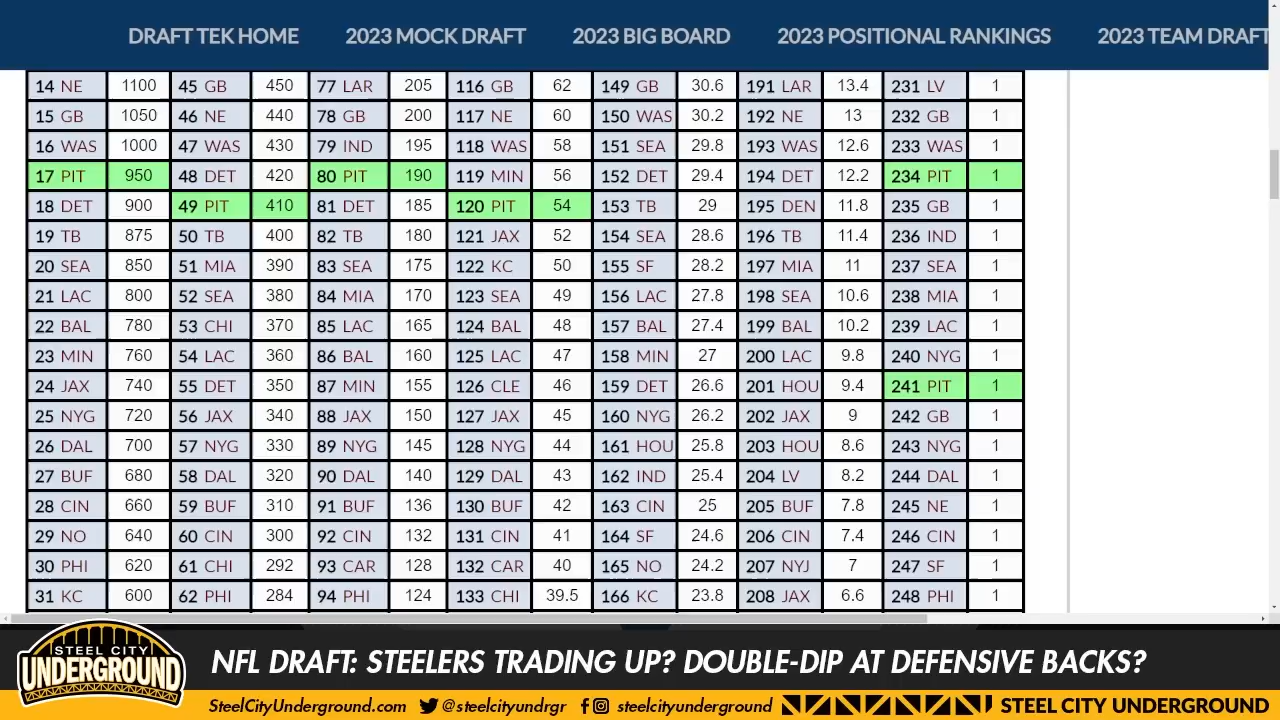 DRAFT TEK HOME 2023 MOCK DRAFT 2023 BIG BOARD 2023 POSITIONAL RANKINGS 2023 TEAM DRAFT
14 NE 1100 45 GB 450 77 LAR 205 116 GB 62 149 GB 30.6 191 LAR 13.4 231 LV 1
15 GB 1050 46 NE 440 78 GB 200 117 NE 60 150 WAS 30.2 192 NE 13 232 GB 1
16 WAS 1000 47 WAS 430 79 IND 195 118 WAS 58 151 SEA 29.8 193 WAS 12.6 233 WAS 1
17 PIT 950 48 DET 420 80 PIT 190 119 MIN 56 152 DET 29.4 194 DET 12.2 234 PIT 1
18 DET 900 49 PIT 410 81 DET 185 120 PIT 54 153 TB 29 195 DEN 11.8 235 GB 1
19 TB 875 50 TB 400 82 TB 180 121 JAX 52 154 SEA 28.6 196 TB 11.4 236 IND 1
20 SEA 850 51 MIA 390 83 SEA 175 122 KC 50 155 SF 28.2 197 MIA 11 237 SEA 1
21 LAC 800 52 SEA 380 84 MIA 170 123 SEA 49 156 LAC 27.8 198 SEA 10.6 238 MIA 1
22 BAL 780 53 CHI 370 85 LAC 165 124 BAL 48 157 BAL 27.4 199 BAL 10.2 239 LAC 1
23 MIN 760 54 LAC 360 86 BAL 160 125 LAC 47 158 MIN 27 200 LAC 9.8 240 NYG 1
24 JAX 740 55 DET 350 87 MIN 155 126 CLE 46 159 DET 26.6 201 HOU 9.4 241 PIT 1
25 NYG 720 56 JAX 340 88 JAX 150 127 JAX 45 160 NYG 26.2 202 JAX 9 242 GB 1
26 DAL 700 57 NYG 330 89 NYG 145 128 NYG 44 161 HOU 25.8 203 HOU 8.6 243 NYG 1
27 BUF 680 58 DAL 320 90 DAL 140 129 DAL 43 162 IND 25.4 204 LV 8.2 244 DAL 1
28 CIN 660 59 BUF 310 91 BUF 136 130 BUF 42 163 CIN 25 205 BUF 7.8 245 NE 1
29 NO 640 60 CIN 300 92 CIN 132 131 CIN 41 164 SF 24.6 206 CIN 7.4 246 CIN 1
30 PHI 620 61 CHI 292 93 CAR 128 132 CAR 40 165 NO 24.2 207 NYJ 7 247 SF 1
31 KC 600 62 PHI 284 94 PHI 124 133 CHI 39.5 166 KC 23.8 208 JAX 6.6 248 PHI 1
STEEL CITY
UNDERGROUND
NFL DRAFT: STEELERS TRADING UP? DOUBLE-DIP AT DEFENSIVE BACKS?
SteelCityUnderground.com @steelcityundrgr steelcityunderground STEEL CITY UNDERGROUND